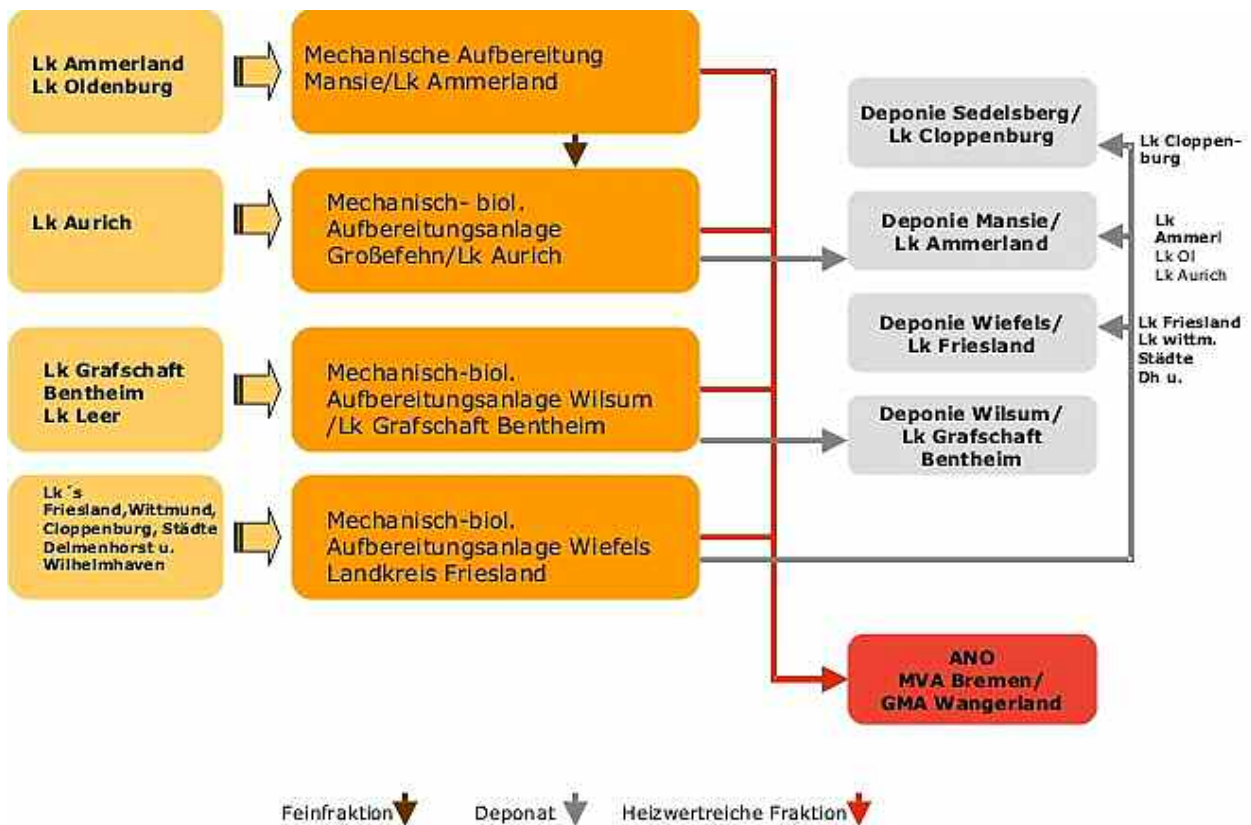 Lk Ammerland
Lk Oldenburg
Mechanische Aufbereitung
Mansie/Lk Ammerland
Lk Aurich
Mechanisch- biol.
Aufbereitungsanlage
Großefehn/Lk Aurich
Lk Grafschaft
Bentheim
Lk Leer
Mechanisch-biol.
Aufbereitungsanlage Wilsum
/Lk Grafschaft Bentheim
Lk´s
Friesland,Wittmund,
Cloppenburg, Städte
Delmenhorst u.
Wilhelmhaven
Mechanisch-biol.
Aufbereitungsanlage Wiefels
Landkreis Friesland
Deponie Sedelsberg/
Lk Cloppenburg
Deponie Mansie/
Lk Ammerland
Deponie Wiefels/
Lk Friesland
Deponie Wilsum/
Lk Grafschaft
Bentheim
Lk Cloppen-
burg
Lk
Ammerl
Lk Ol
Lk Aurich
Lk Friesland
Lk wittm.
Städte
Dh u.
ANO
MVA Bremen/
GMA Wangerland
Feinfraktion Deponat Heizwertreiche Fraktion